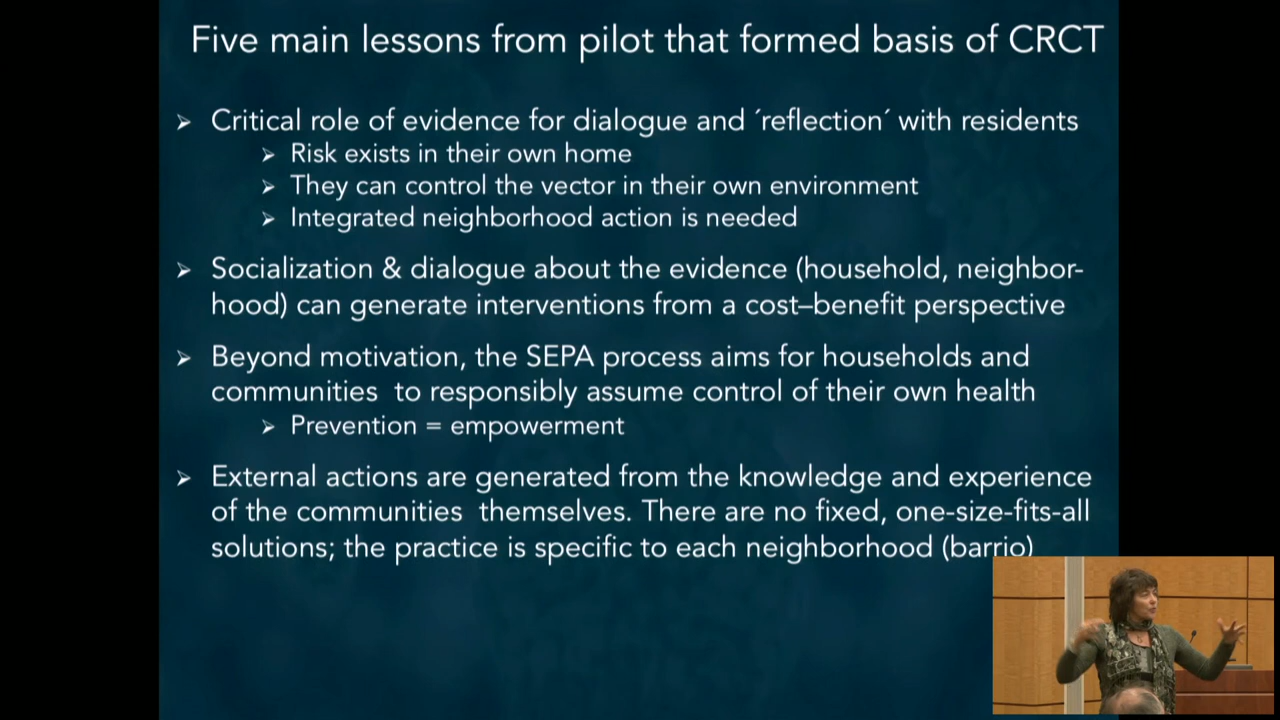 Five main lessons from pilot that formed basis of CRCT
➢ Critical role of evidence for dialogue and ´reflection´ with residents
➢ Risk exists in their own home
➢ They can control the vector in their own environment
➢ Integrated neighborhood action is needed
➢ Socialization & dialogue about the evidence (household, neighbor-
hood) can generate interventions from a cost–benefit perspective
➢ Beyond motivation, the SEPA process aims for households and
communities  to responsibly assume control of their own health
➢ Prevention = empowerment
➢ External actions are generated from the knowledge and experience
of the communities  themselves. There are no fixed, one-size-fits-all
solutions; the practice is specific to each neighborhood (barrio)